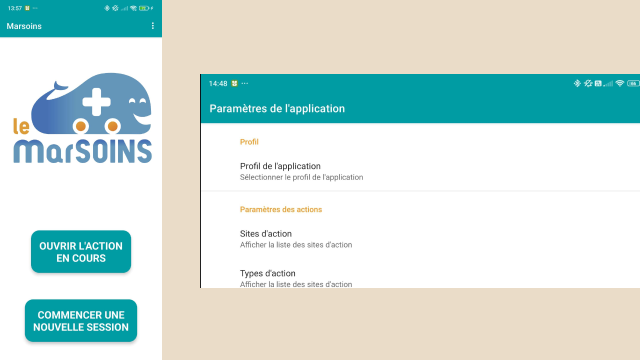 13:57
Marsoins
le
MarSOINS
OUVRIR L'ACTION
EN COURS
COMMENCER UNE
NOUVELLE SESSION
14:48
Paramètres de l'application
Profil
Profil de l'application
Sélectionner le profil de l'application
Paramètres des actions
Sites d'action
Afficher la liste des sites d'action
Types d'action
Afficher la liste des sites d'action